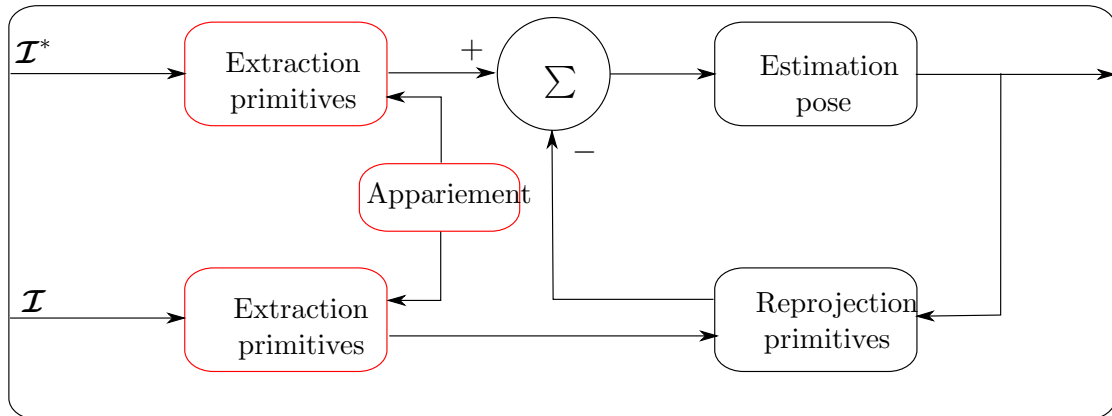 𝓘*
Extraction
primitives
+
∑
Estimation
pose
−
Appariement
𝓘
Extraction
primitives
Reprojection
primitives